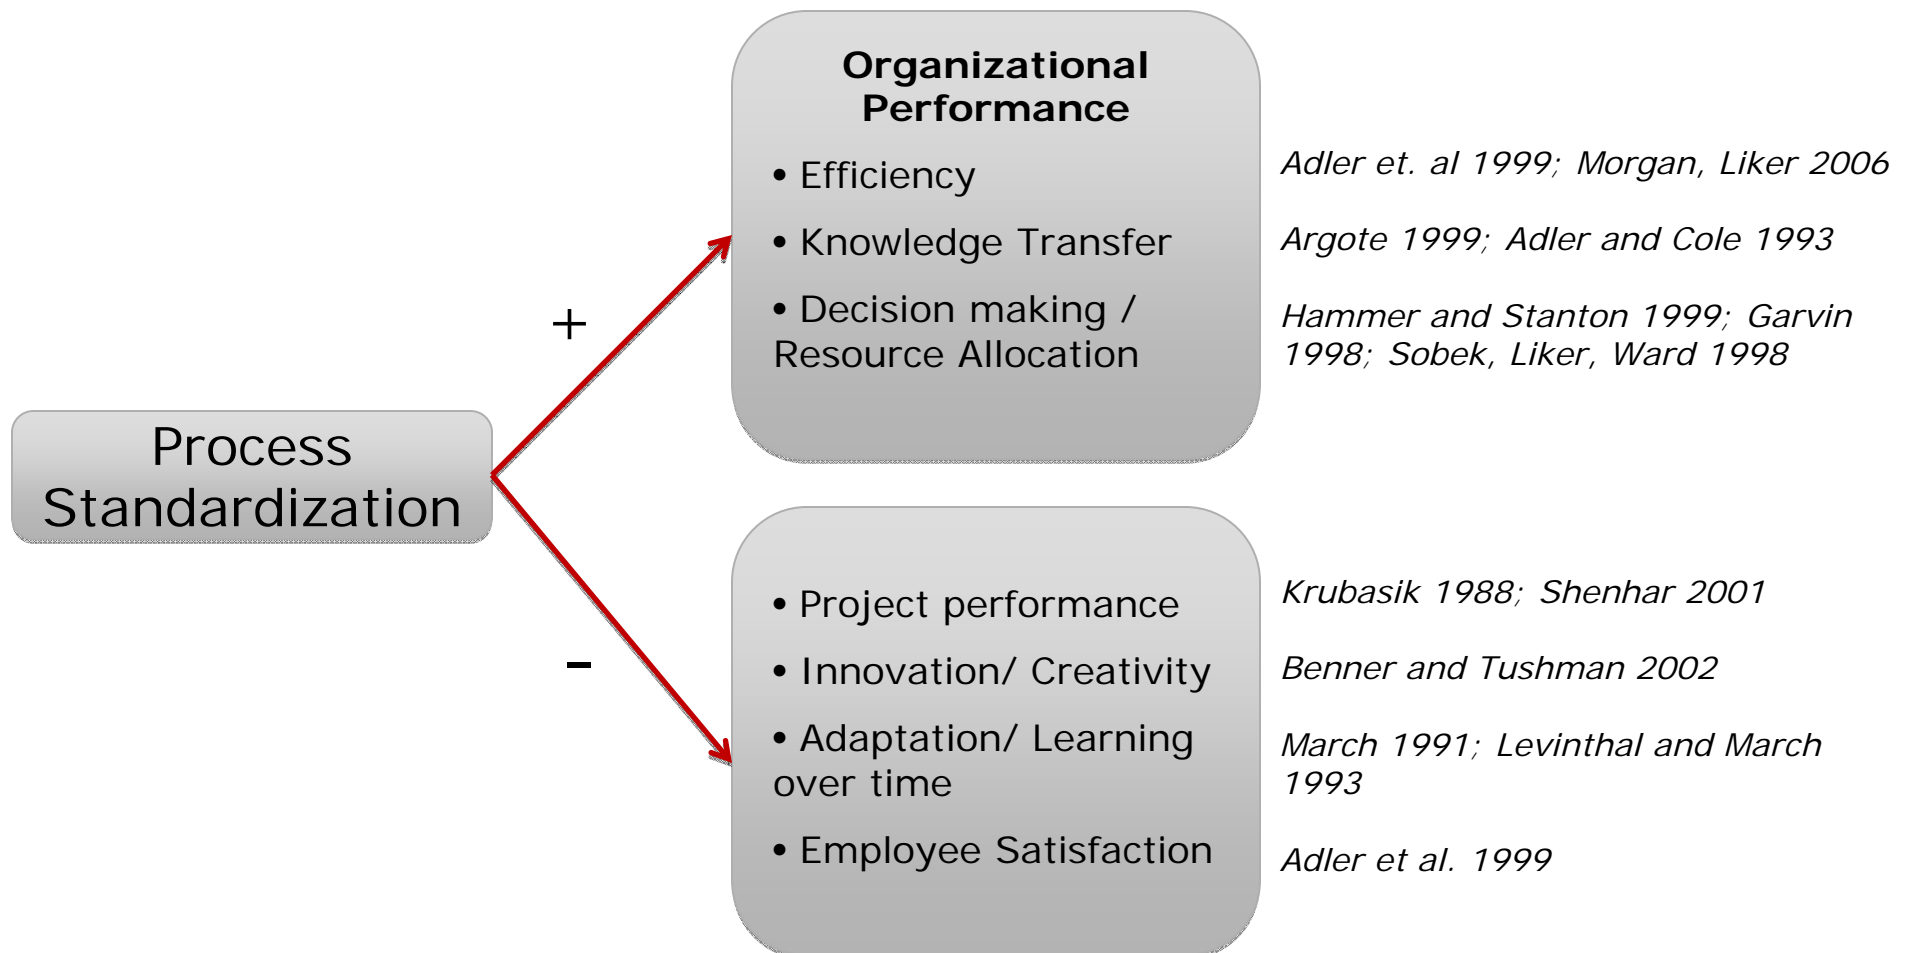 Organizational
Performance
• Efficiency
Adler et. al 1999; Morgan, Liker 2006
• Knowledge Transfer
Argote 1999; Adler and Cole 1993
• Decision making /
Resource Allocation
Hammer and Stanton 1999; Garvin
1998; Sobek, Liker, Ward 1998
+
Process
Standardization
-
• Project performance
Krubasik 1988; Shenhar 2001
• Innovation/ Creativity
Benner and Tushman 2002
• Adaptation/ Learning
over time
March 1991; Levinthal and March
1993
• Employee Satisfaction
Adler et al. 1999